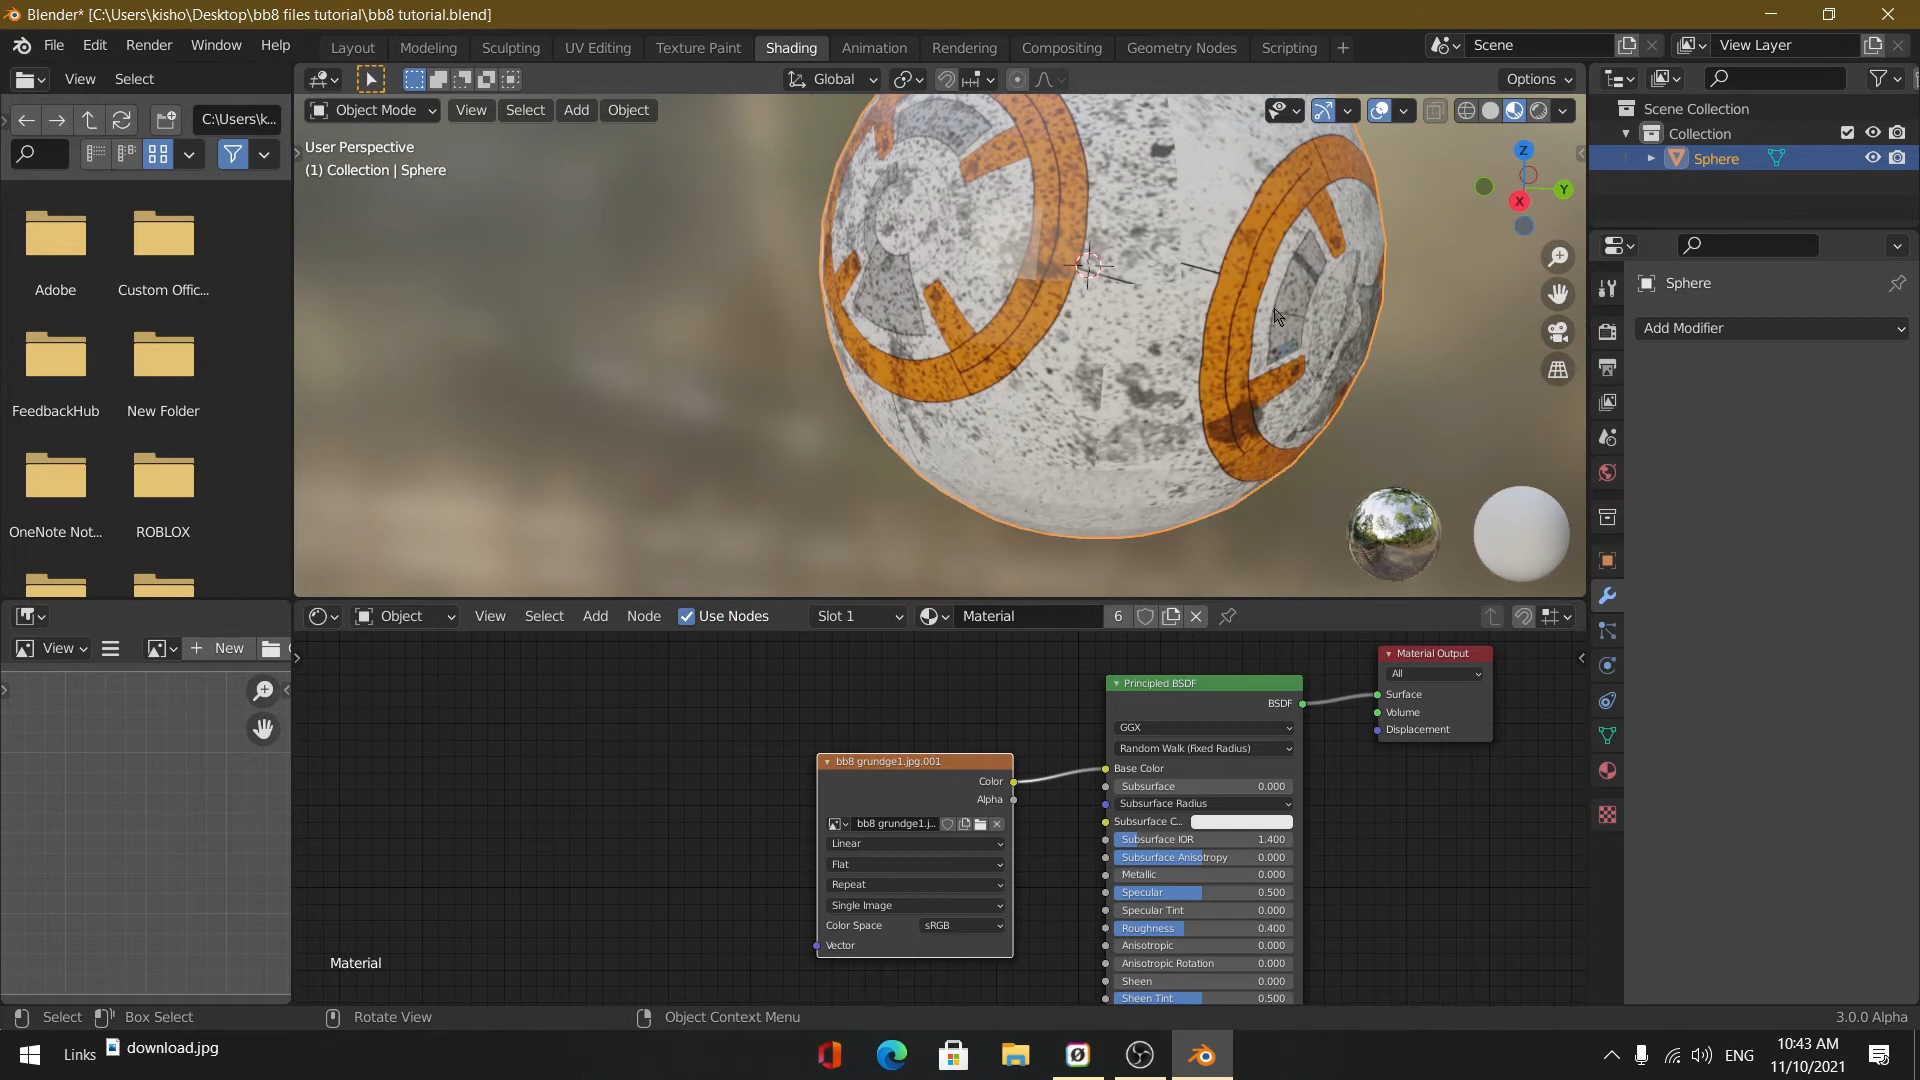 Blender* [C:\Users\kisho\Desktop\bb8 files tutorial\bb8 tutorial.blend]
File Edit Render Window Help
Layout Modeling Sculpting UV Editing Texture Paint Shading Animation Rendering Compositing Geometry Nodes Scripting
Scene
View Layer
View Select
Global
Options
C:\Users\k...
Object Mode View Select Add Object
Scene Collection
Collection
Sphere
User Perspective
(1) Collection | Sphere
Z
Y
X
Adobe
Custom Offic...
FeedbackHub
New Folder
OneNote Not...
ROBLOX
Sphere
Add Modifier
Object View Select Add Node Use Nodes Slot 1 Material 6
View New
Material Output
All
Surface
Volume
Displacement
Principled BSDF
BSDF
GGX
Random Walk (Fixed Radius)
Base Color
Subsurface 0.000
Subsurface Radius
Subsurface C...
Subsurface IOR 1.400
Subsurface Anisotropy 0.000
Metallic 0.000
Specular 0.500
Specular Tint 0.000
Roughness 0.400
Anisotropic 0.000
Anisotropic Rotation 0.000
Sheen 0.000
Sheen Tint 0.500
bb8 grundge1.jpg.001
Color
Alpha
bb8 grundge1.j...
Linear
Flat
Repeat
Single Image
Color Space sRGB
Vector
Material
Select Box Select Rotate View Object Context Menu 3.0.0 Alpha
Links download.jpg
ENG
10:43 AM
11/10/2021